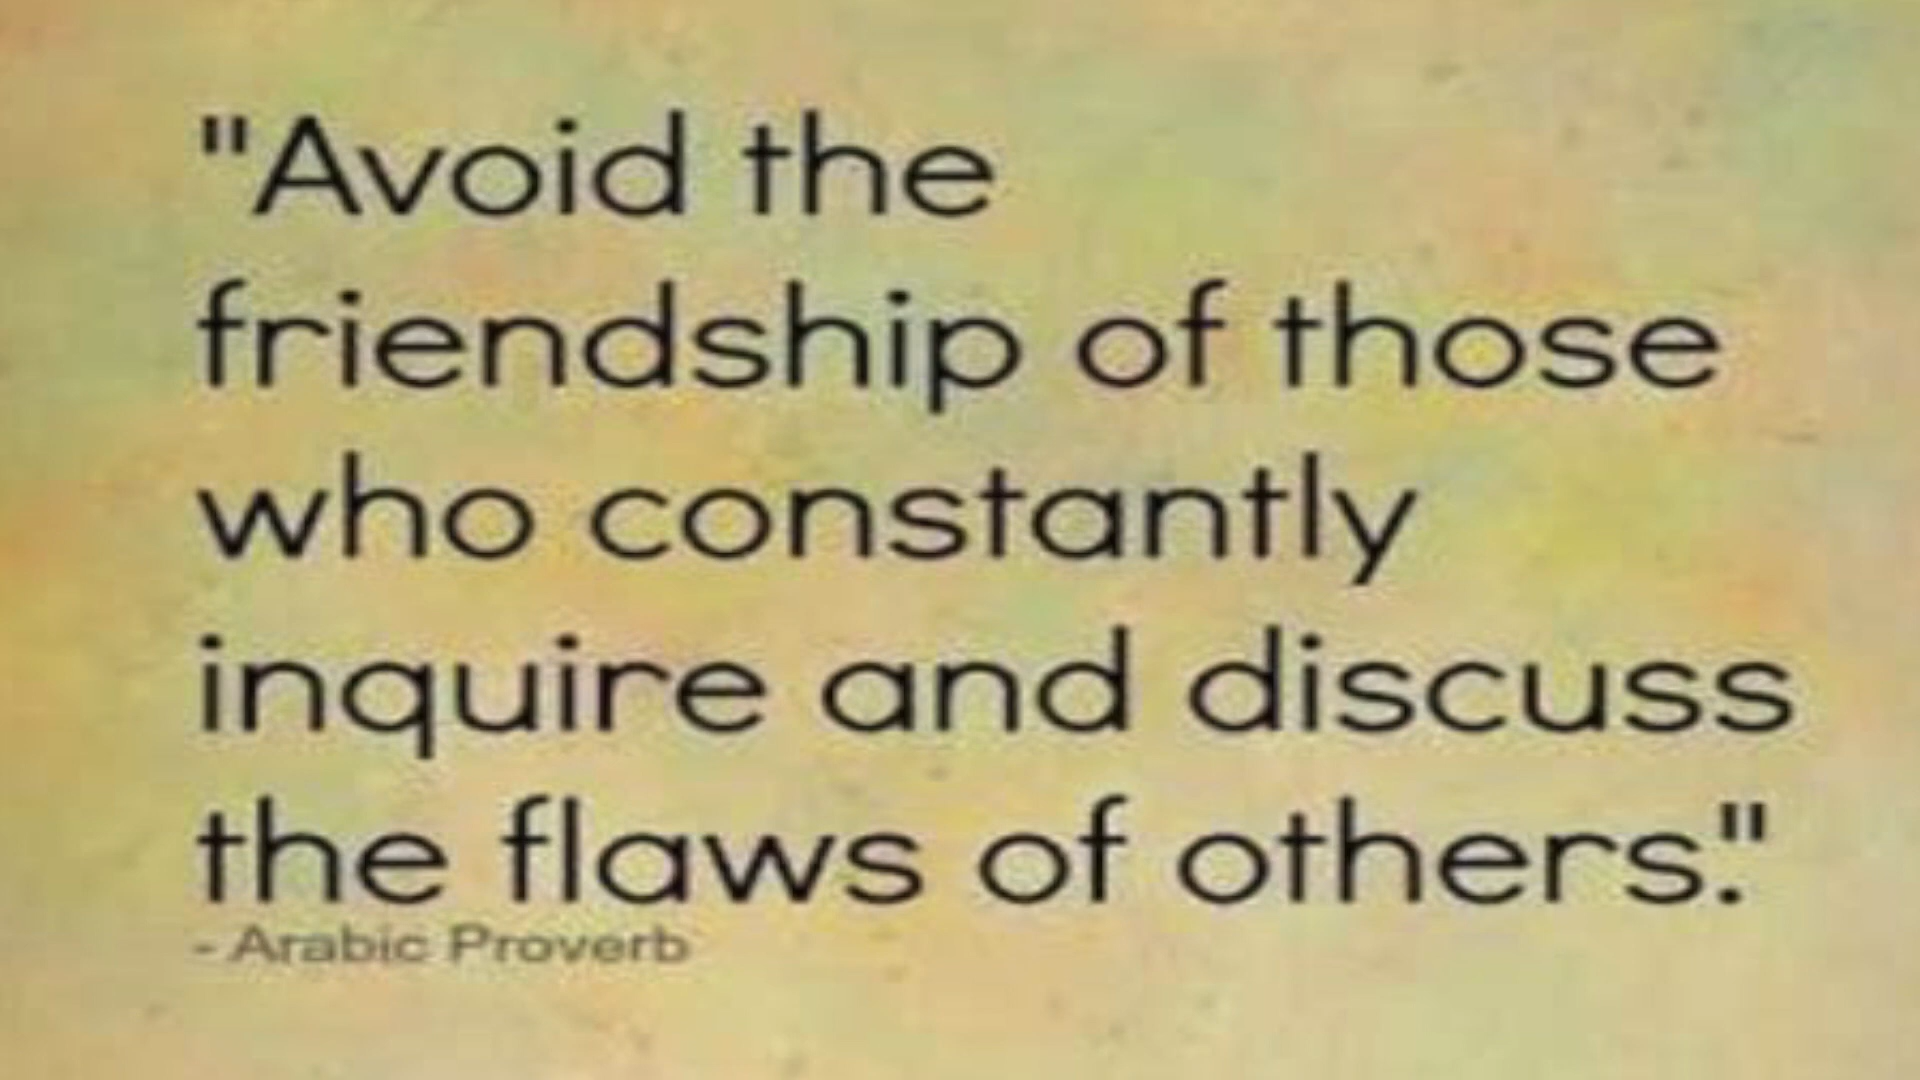 "Avoid the
friendship of those
who constantly
inquire and discuss
the flaws of others."
- Arabic Proverb